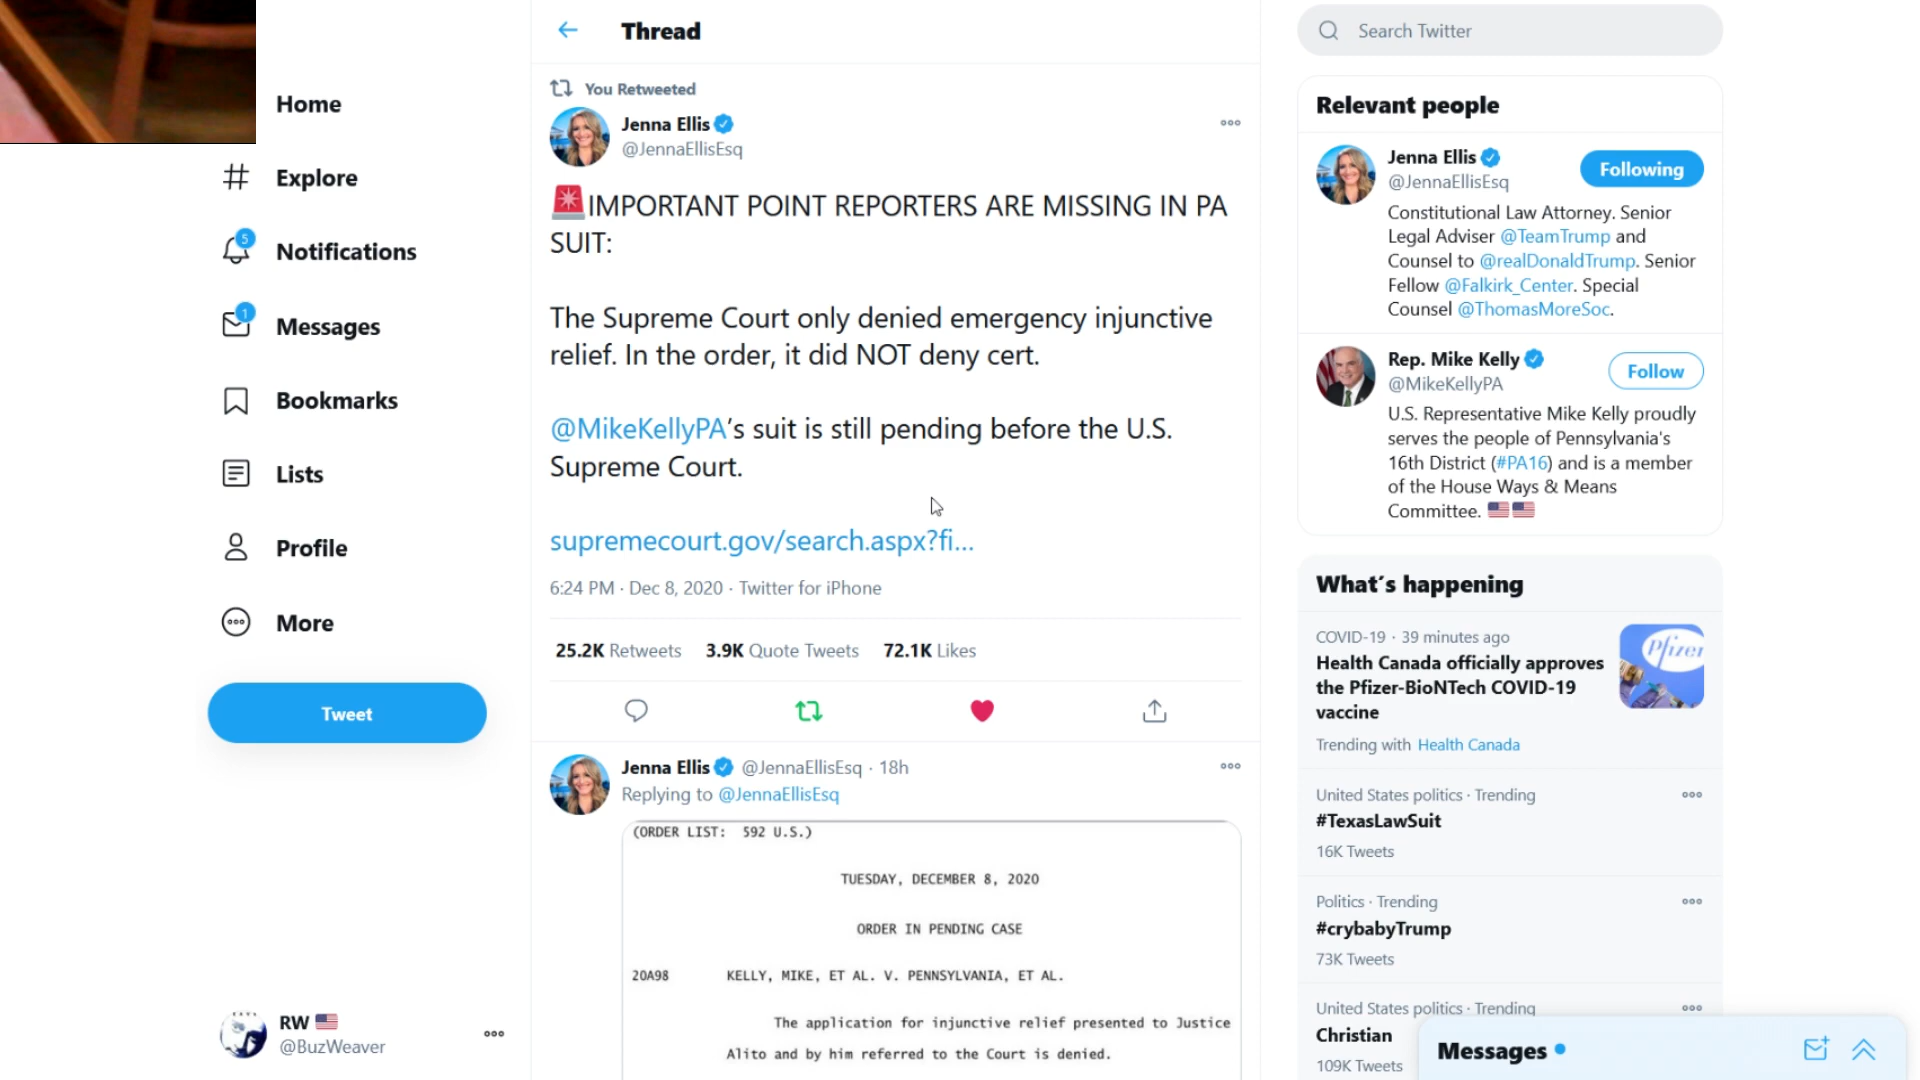 Home
Explore
5
Notifications
1
Messages
Bookmarks
Lists
Profile
More
Tweet
RW
@BuzWeaver
Thread
You Retweeted
Jenna Ellis
@JennaEllisEsq
IMPORTANT POINT REPORTERS ARE MISSING IN PA
SUIT:
The Supreme Court only denied emergency injunctive
relief. In the order, it did NOT deny cert.
@MikeKellyPA's suit is still pending before the U.S.
Supreme Court.
supremecourt.gov/search.aspx?fi...
6:24 PM · Dec 8, 2020 · Twitter for iPhone
25.2K Retweets 3.9K Quote Tweets 72.1K Likes
Jenna Ellis @JennaEllisEsq · 18h
Replying to @JennaEllisEsq
(ORDER LIST: 592 U.S.)
TUESDAY, DECEMBER 8, 2020
ORDER IN PENDING CASE
20A98 KELLY, MIKE, ET AL. V. PENNSYLVANIA, ET AL.
The application for injunctive relief presented to Justice
Alito and by him referred to the Court is denied.
Search Twitter
Relevant people
Jenna Ellis
@JennaEllisEsq
Following
Constitutional Law Attorney. Senior
Legal Adviser @TeamTrump and
Counsel to @realDonaldTrump. Senior
Fellow @Falkirk_Center. Special
Counsel @ThomasMoreSoc.
Rep. Mike Kelly
@MikeKellyPA
Follow
U.S. Representative Mike Kelly proudly
serves the people of Pennsylvania's
16th District (#PA16) and is a member
of the House Ways & Means
Committee.
What's happening
COVID-19 · 39 minutes ago
Health Canada officially approves
the Pfizer-BioNTech COVID-19
vaccine
Pfizer
Trending with Health Canada
United States politics · Trending
#TexasLawSuit
16K Tweets
Politics · Trending
#crybabyTrump
73K Tweets
United States politics · Trending
Christian
109K Tweets
Messages